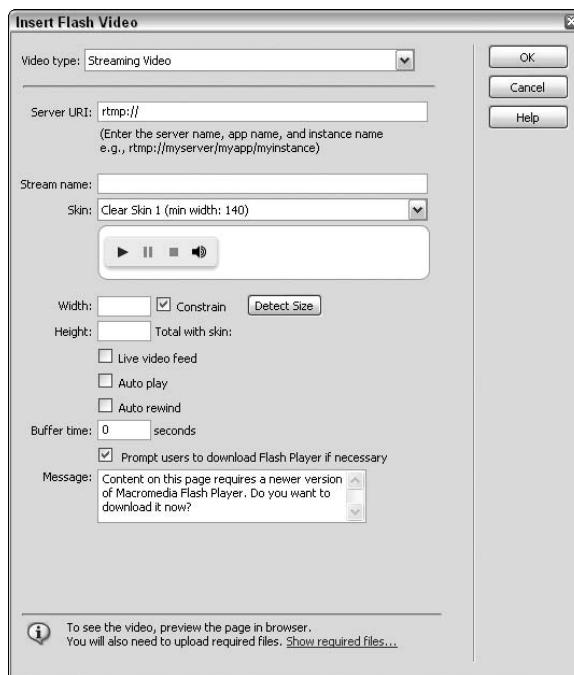 Insert Flash Video
Video type: Streaming Video
OK
Cancel
Help
Server URI: rtmp://
(Enter the server name, app name, and instance name
e.g., rtmp://myserver/myapp/myinstance)
Stream name:
Skin: Clear Skin 1 (min width: 140)
Width: Constrain Detect Size
Height: Total with skin:
Live video feed
Auto play
Auto rewind
Buffer time: 0 seconds
Prompt users to download Flash Player if necessary
Message: Content on this page requires a newer version
of Macromedia Flash Player. Do you want to
download it now?
To see the video, preview the page in browser.
You will also need to upload required files. Show required files...